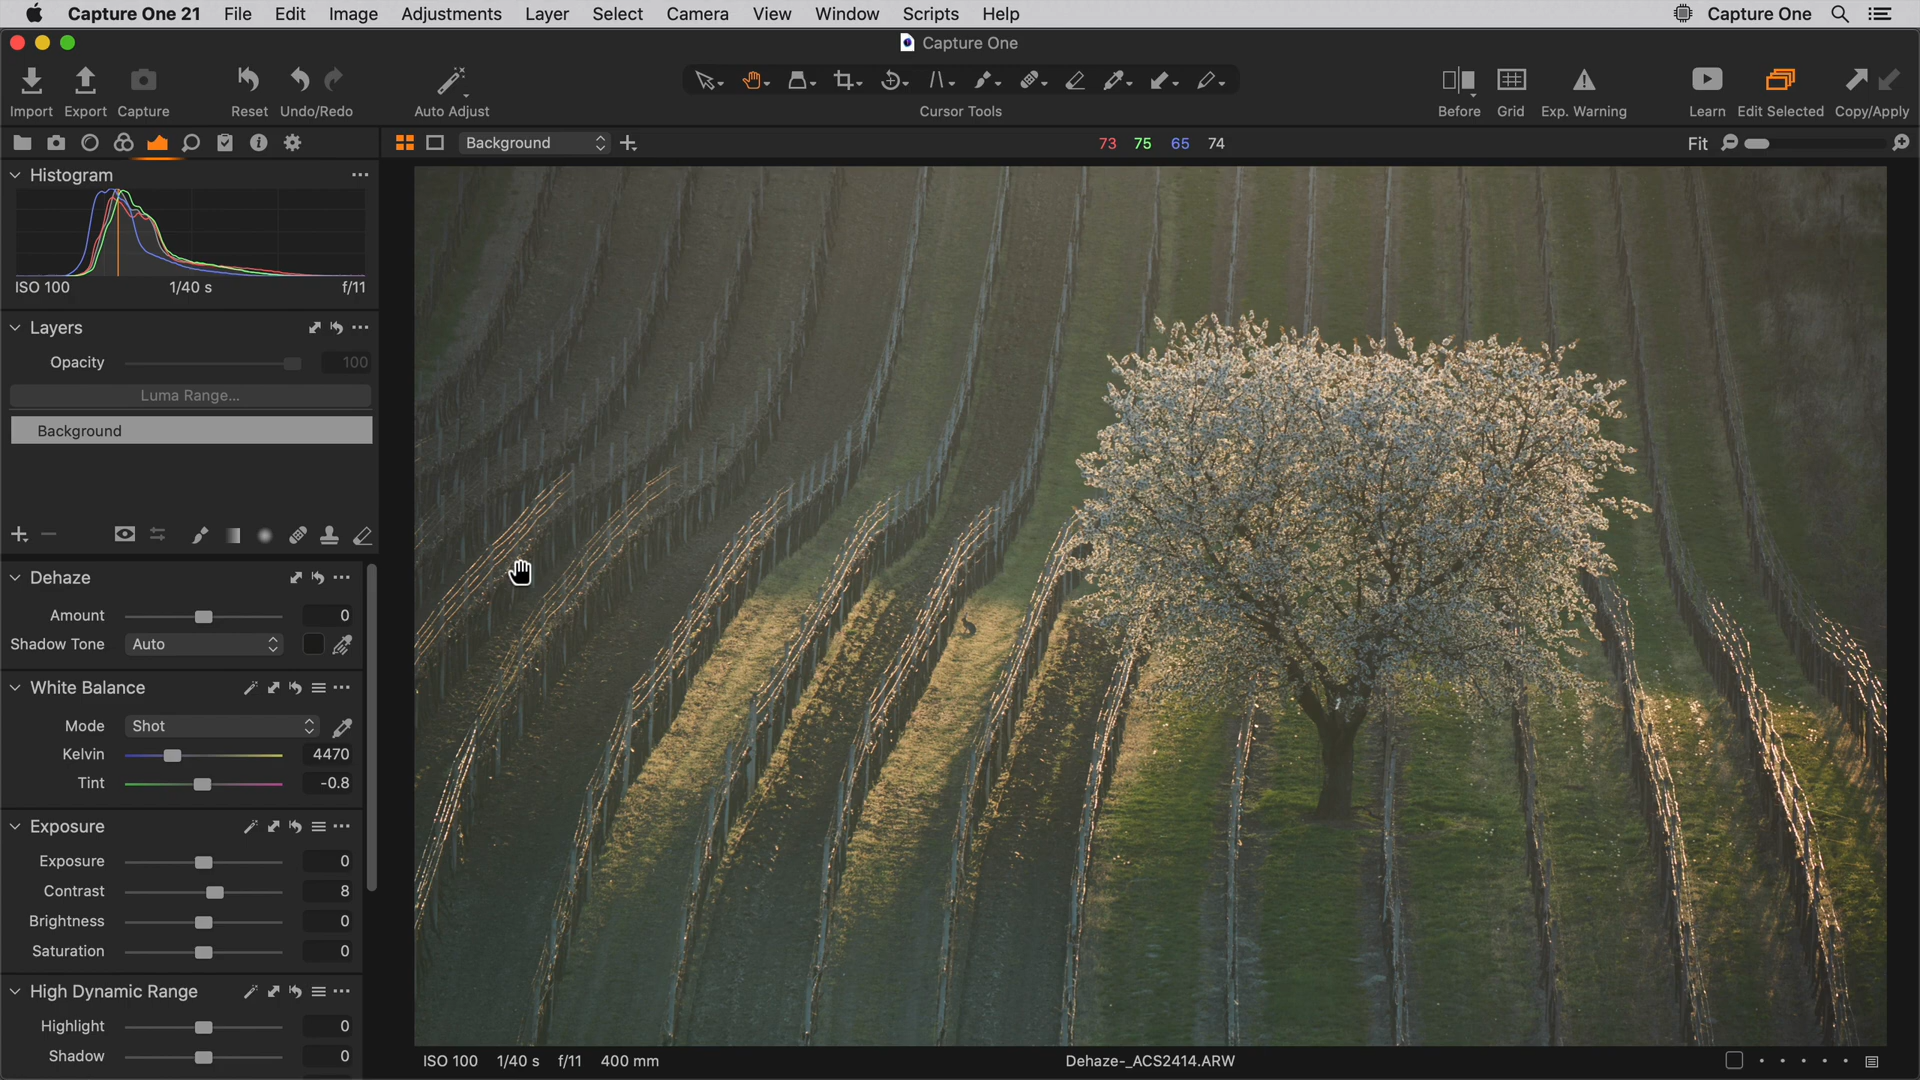 Capture One 21 File Edit Image Adjustments Layer Select Camera View Window Scripts Help Capture One
Capture One
Import Export Capture Reset Undo/Redo Auto Adjust Cursor Tools Before Grid Exp. Warning Learn Edit Selected Copy/Apply
Background 73 75 65 74 Fit
Histogram
ISO 100 1/40 s f/11
Layers
Opacity 100
Luma Range...
Background
Dehaze
Amount 0
Shadow Tone Auto
White Balance
Mode Shot
Kelvin 4470
Tint -0.8
Exposure
Exposure 0
Contrast 8
Brightness 0
Saturation 0
High Dynamic Range
Highlight 0
Shadow 0
ISO 100 1/40 s f/11 400 mm Dehaze-_ACS2414.ARW